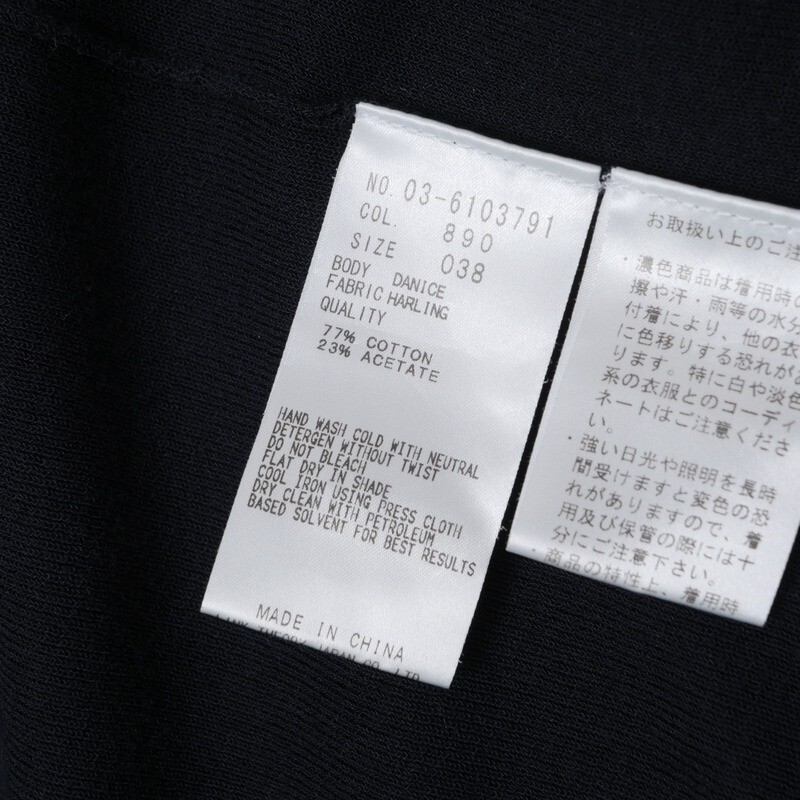 NO. 03-6103791
COL. 890
SIZE 038
BODY DANICE
FABRIC HARLING
QUALITY
77% COTTON
23% ACETATE
HAND WASH COLD WITH NEUTRAL
DETERGEN WITHOUT TWIST
DO NOT BLEACH
FLAT DRY IN SHADE
COOL IRON USING PRESS CLOTH
DRY CLEAN WITH PETROLEUM
BASED SOLVENT FOR BEST RESULTS
MADE IN CHINA
LINK THEORY JAPAN CO., LTD
お取扱い上のご注
・濃色商品は着用時の
擦や汗・雨等の水分
付着により、他の衣
に色移りする恐れが
ります。特に白や淡色
系の衣服とのコーディ
ネートはご注意くださ
い。
・強い日光や照明を長時
間受けますと変色の恐
れがありますので、着
用及び保管の際には十
分にご注意下さい。
・商品の特性上、着用時